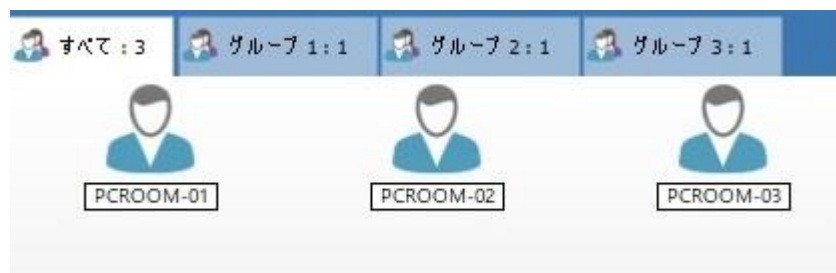 すべて : 3 グループ 1 : 1 グループ 2 : 1 グループ 3 : 1
PCROOM-01 PCROOM-02 PCROOM-03